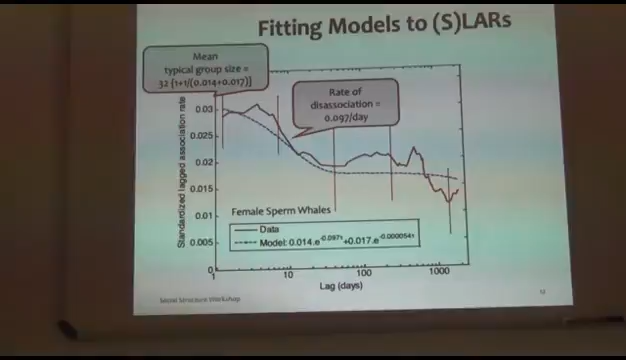 Fitting Models to (S)LARs
Mean
typical group size =
32 [1+1/(0.014+0.017)]
Rate of
disassociation =
0.097/day
Standardized lagged association rate
0.03
0.025
0.02
0.015
0.01
0.005
0
1
10
100
1000
Lag (days)
Female Sperm Whales
Data
Model: 0.014.e-0.097t+0.017.e-0.000054t
Social Structure Workshop